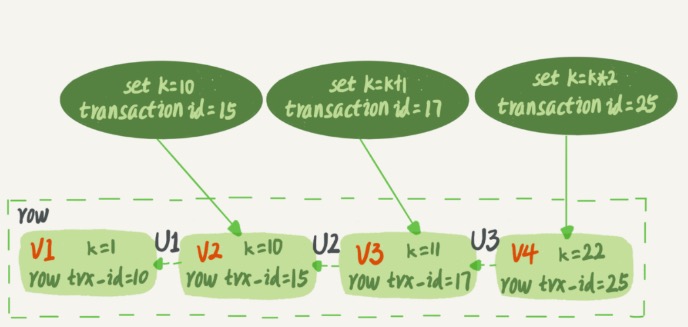 set k=10
transaction id=15
set k=k+1
transaction id=17
set k=k*2
transaction id=25
row
V1 k=1
row trx_id=10
U1
V2 k=10
row trx_id=15
U2
V3 k=11
row trx_id=17
U3
V4 k=22
row trx_id=25